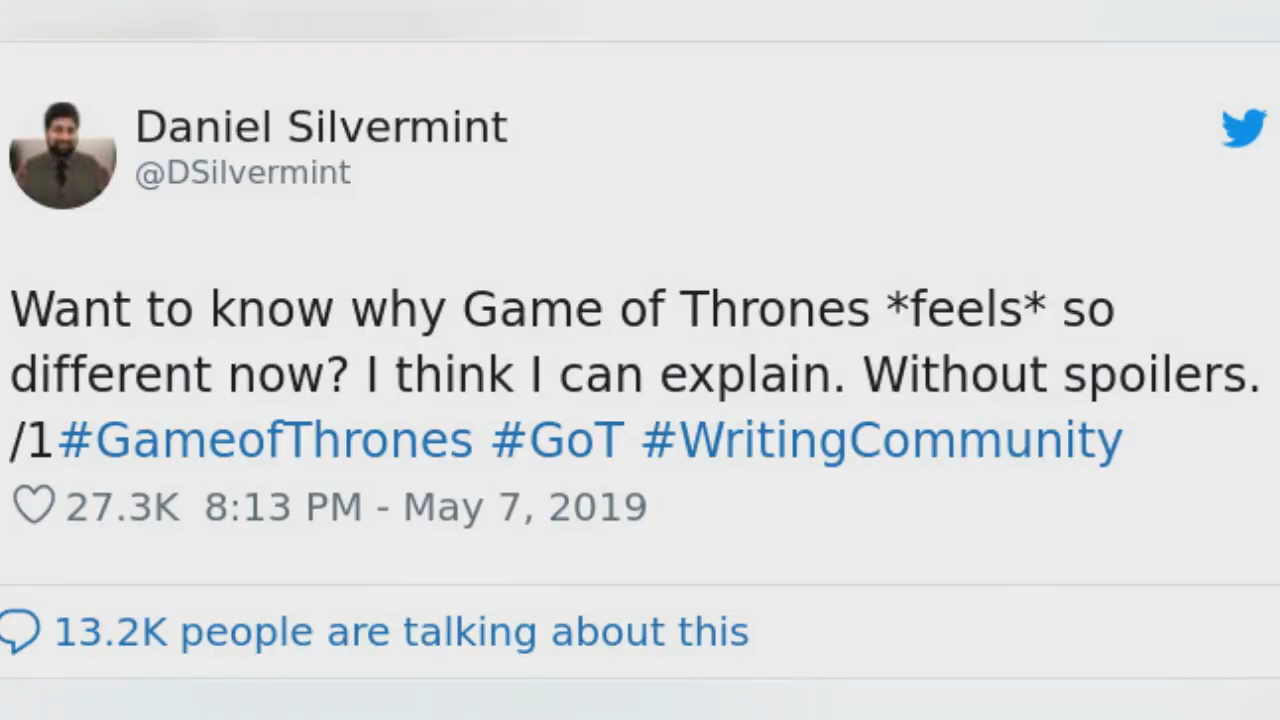 Daniel Silvermint
@DSilvermint
Want to know why Game of Thrones *feels* so
different now? I think I can explain. Without spoilers.
/1#GameofThrones #GoT #WritingCommunity
27.3K 8:13 PM - May 7, 2019
13.2K people are talking about this